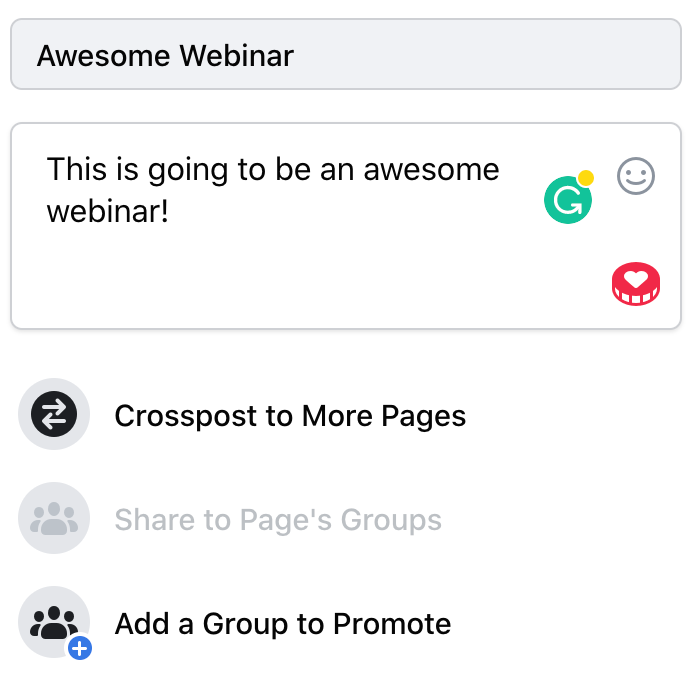 Awesome Webinar
This is going to be an awesome
webinar!
Crosspost to More Pages
Share to Page's Groups
Add a Group to Promote